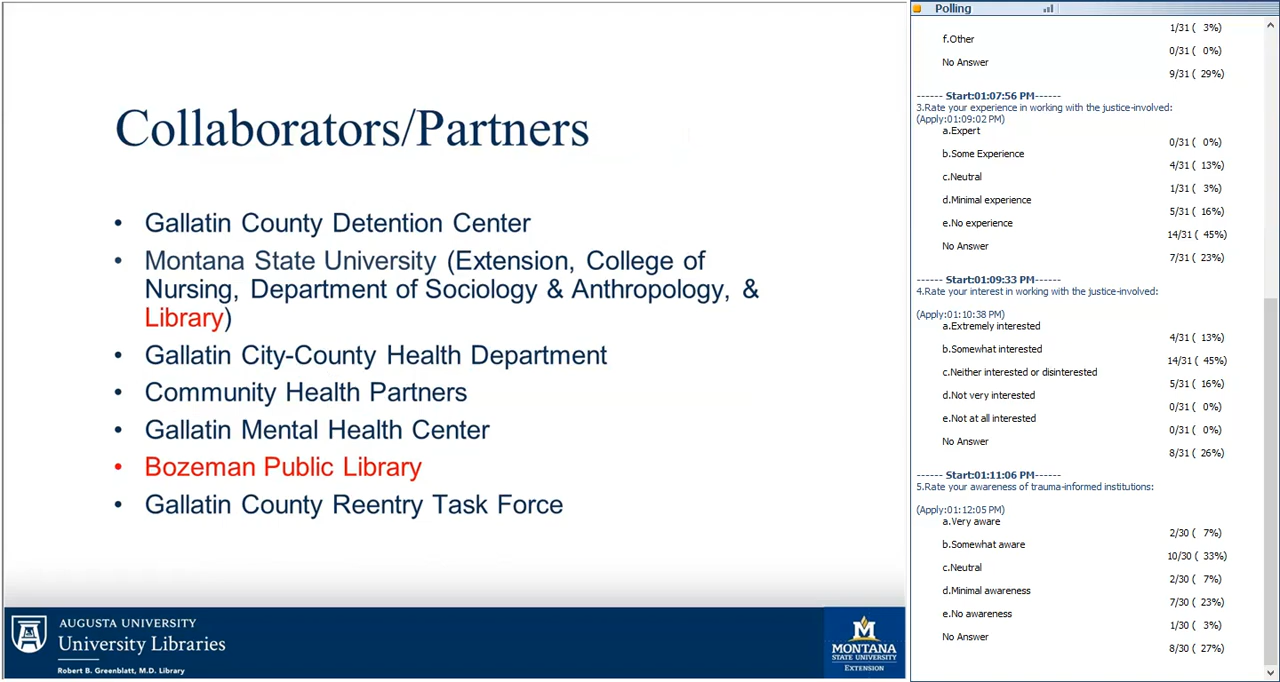 Collaborators/Partners
• Gallatin County Detention Center
• Montana State University (Extension, College of
Nursing, Department of Sociology & Anthropology, &
Library)
• Gallatin City-County Health Department
• Community Health Partners
• Gallatin Mental Health Center
• Bozeman Public Library
• Gallatin County Reentry Task Force
AUGUSTA UNIVERSITY
University Libraries
Robert B. Greenblatt, M.D. Library
M
MONTANA
STATE UNIVERSITY
EXTENSION
Polling
1/31 ( 3%)
f.Other
0/31 ( 0%)
No Answer
9/31 ( 29%)
------ Start:01:07:56 PM------
3.Rate your experience in working with the justice-involved:
(Apply:01:09:02 PM)
a.Expert
0/31 ( 0%)
b.Some Experience
4/31 ( 13%)
c.Neutral
1/31 ( 3%)
d.Minimal experience
5/31 ( 16%)
e.No experience
14/31 ( 45%)
No Answer
7/31 ( 23%)
------ Start:01:09:33 PM------
4.Rate your interest in working with the justice-involved:
(Apply:01:10:38 PM)
a.Extremely interested
4/31 ( 13%)
b.Somewhat interested
14/31 ( 45%)
c.Neither interested or disinterested
5/31 ( 16%)
d.Not very interested
0/31 ( 0%)
e.Not at all interested
0/31 ( 0%)
No Answer
8/31 ( 26%)
------ Start:01:11:06 PM------
5.Rate your awareness of trauma-informed institutions:
(Apply:01:12:05 PM)
a.Very aware
2/30 ( 7%)
b.Somewhat aware
10/30 ( 33%)
c.Neutral
2/30 ( 7%)
d.Minimal awareness
7/30 ( 23%)
e.No awareness
1/30 ( 3%)
No Answer
8/30 ( 27%)